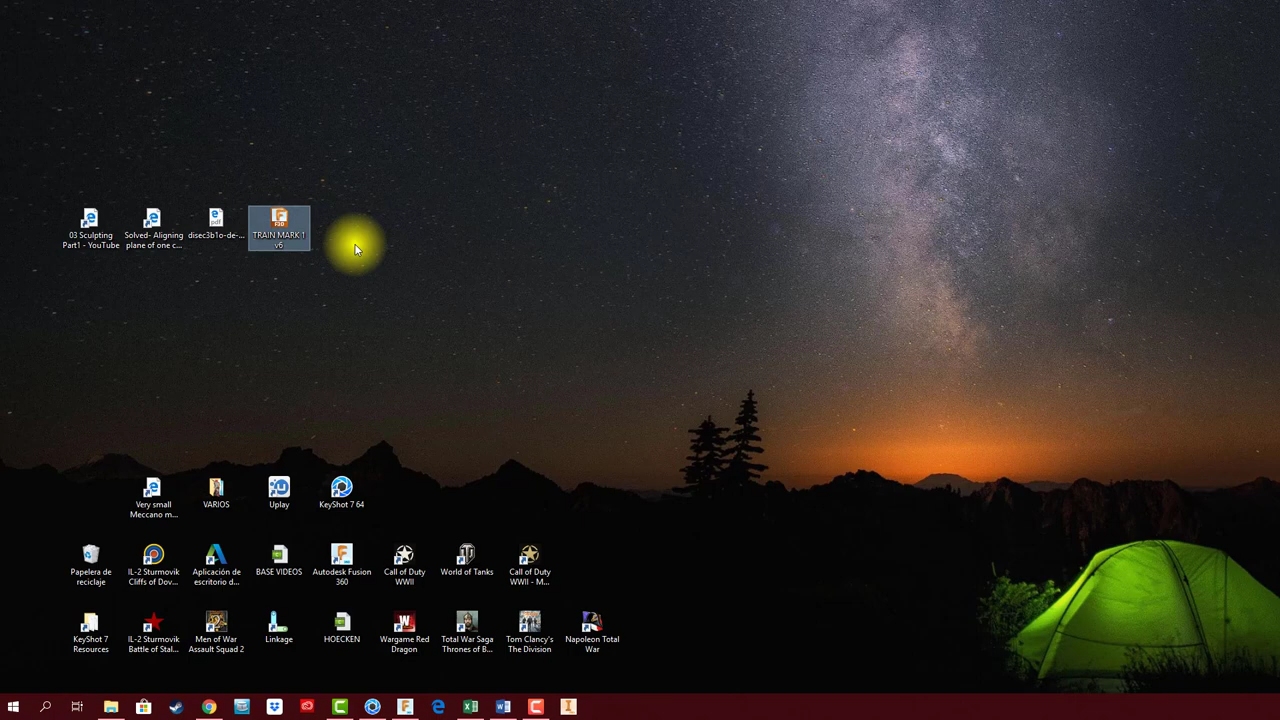 03 Sculpting
Part1 - YouTube
Solved- Aligning
plane of one c...
pdf
disec3b1o-de-...
F3D
TRAIN MARK 1
v6
Very small
Meccano m...
VARIOS
Uplay
KeyShot 7 64
Papelera de
reciclaje
IL-2 Sturmovik
Cliffs of Dov...
Aplicación de
escritorio d...
BASE VIDEOS
Autodesk Fusion
360
Call of Duty
WWII
World of Tanks
Call of Duty
WWII - M...
KeyShot 7
Resources
IL-2 Sturmovik
Battle of Stal...
Men of War
Assault Squad 2
Linkage
HOECKEN
Wargame Red
Dragon
Total War Saga
Thrones of B...
Tom Clancy's
The Division
Napoleon Total
War